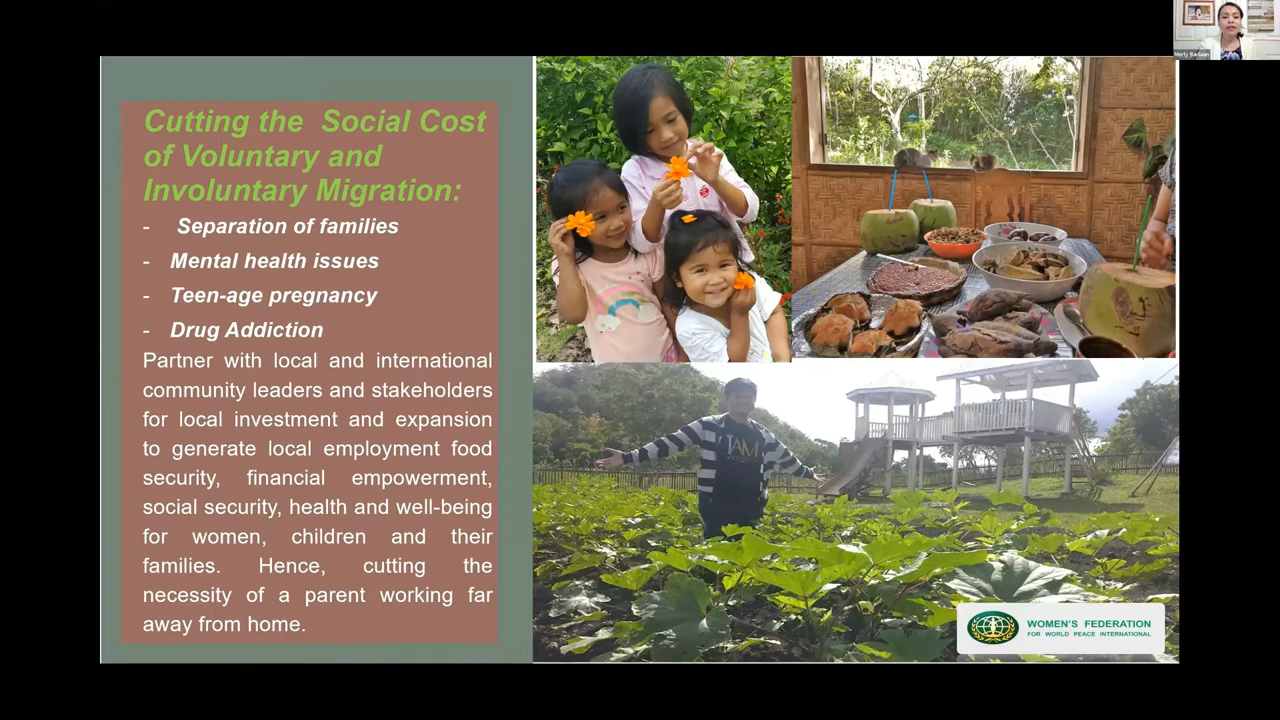 Merly Barlaan
Cutting the Social Cost
of Voluntary and
Involuntary Migration:
- Separation of families
- Mental health issues
- Teen-age pregnancy
- Drug Addiction
Partner with local and international
community leaders and stakeholders
for local investment and expansion
to generate local employment food
security, financial empowerment,
social security, health and well-being
for women, children and their
families. Hence, cutting the
necessity of a parent working far
away from home.
WOMEN'S FEDERATION
FOR WORLD PEACE INTERNATIONAL